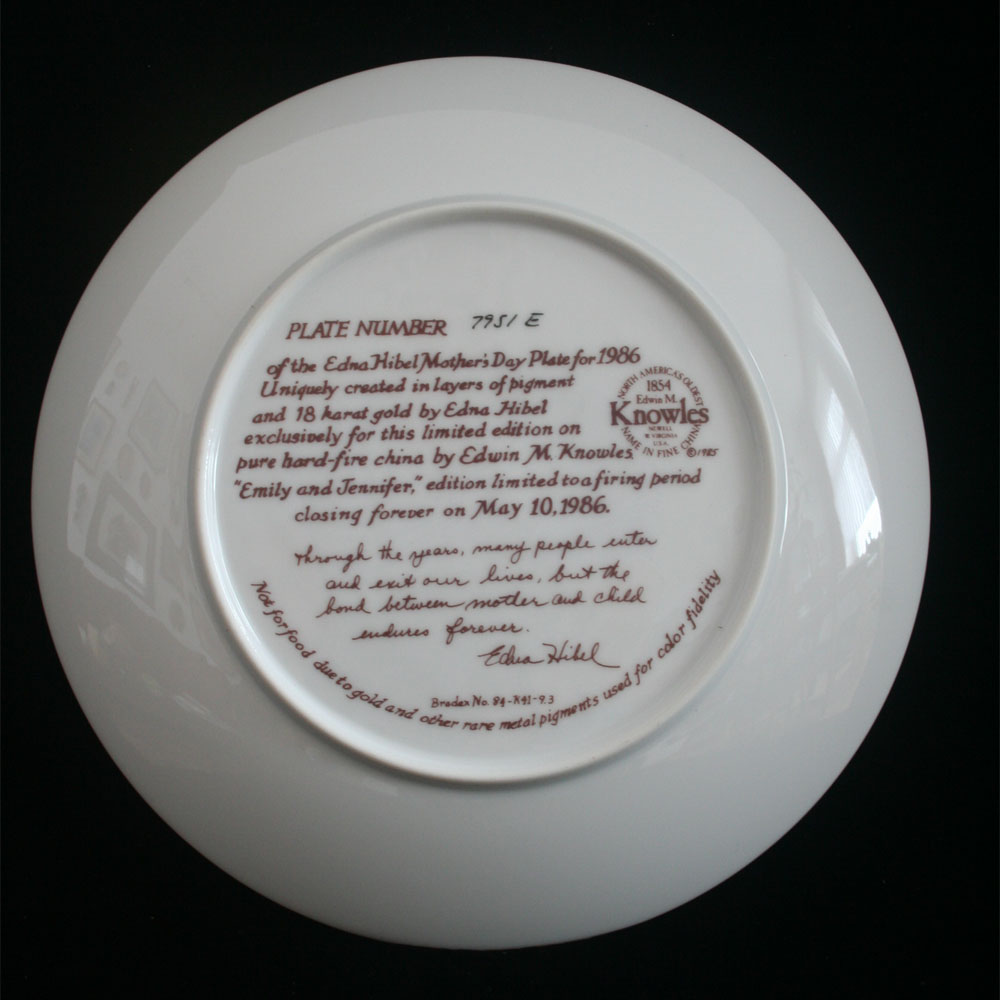 PLATE NUMBER 7951 E
of the Edna Hibel Mother's Day Plate for 1986
Uniquely created in layers of pigment
and 18 karat gold by Edna Hibel
exclusively for this limited edition on
pure hard-fire china by Edwin M. Knowles.
"Emily and Jennifer," edition limited to a firing period
closing forever on May 10, 1986.
NORTH AMERICA'S OLDEST
1854
Edwin M.
Knowles
NEWELL
W. VIRGINIA
U.S.A.
NAME IN FINE CHINA
©1985
Through the years, many people enter
and exit our lives, but the
bond between mother and child
endures forever.
Edna Hibel
Bradex No. 84-K41-9.3
Not for food due to gold and other rare metal pigments used for color fidelity